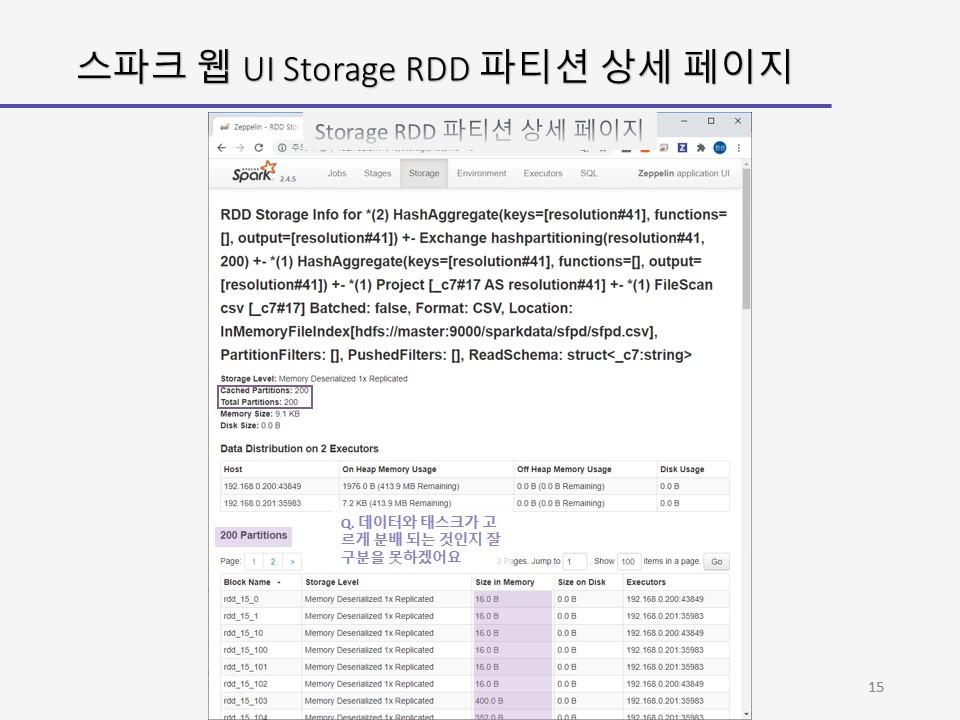 스파크 웹 UI Storage RDD 파티션 상세 페이지
Storage RDD 파티션 상세 페이지
Zeppelin - RDD Sto
APACHE
Spark 2.4.5
Jobs Stages Storage Environment Executors SQL Zeppelin application UI
RDD Storage Info for *(2) HashAggregate(keys=[resolution#41], functions=
[], output=[resolution#41]) +- Exchange hashpartitioning(resolution#41,
200) +- *(1) HashAggregate(keys=[resolution#41], functions=[], output=
[resolution#41]) +- *(1) Project [_c7#17 AS resolution#41] +- *(1) FileScan
csv [_c7#17] Batched: false, Format: CSV, Location:
InMemoryFileIndex[hdfs://master:9000/sparkdata/sfpd/sfpd.csv],
PartitionFilters: [], PushedFilters: [], ReadSchema: struct<_c7:string>
Storage Level: Memory Deserialized 1x Replicated
Cached Partitions: 200
Total Partitions: 200
Memory Size: 9.1 KB
Disk Size: 0.0 B
Data Distribution on 2 Executors
Host On Heap Memory Usage Off Heap Memory Usage Disk Usage
192.168.0.200:43849 1976.0 B (413.9 MB Remaining) 0.0 B (0.0 B Remaining) 0.0 B
192.168.0.201:35983 7.2 KB (413.9 MB Remaining) 0.0 B (0.0 B Remaining) 0.0 B
Q. 데이터와 태스크가 고
르게 분배 되는 것인지 잘
구분을 못하겠어요
200 Partitions
Page: 1 2 > 2 Pages. Jump to 1 . Show 100 items in a page. Go
Block Name Storage Level Size in Memory Size on Disk Executors
rdd_15_0 Memory Deserialized 1x Replicated 16.0 B 0.0 B 192.168.0.200:43849
rdd_15_1 Memory Deserialized 1x Replicated 16.0 B 0.0 B 192.168.0.201:35983
rdd_15_10 Memory Deserialized 1x Replicated 16.0 B 0.0 B 192.168.0.200:43849
rdd_15_100 Memory Deserialized 1x Replicated 16.0 B 0.0 B 192.168.0.201:35983
rdd_15_101 Memory Deserialized 1x Replicated 16.0 B 0.0 B 192.168.0.201:35983
rdd_15_102 Memory Deserialized 1x Replicated 16.0 B 0.0 B 192.168.0.200:43849
rdd_15_103 Memory Deserialized 1x Replicated 400.0 B 0.0 B 192.168.0.201:35983
rdd_15_104 Memory Deserialized 1x Replicated 352.0 B 0.0 B 192.168.0.201:35983
15